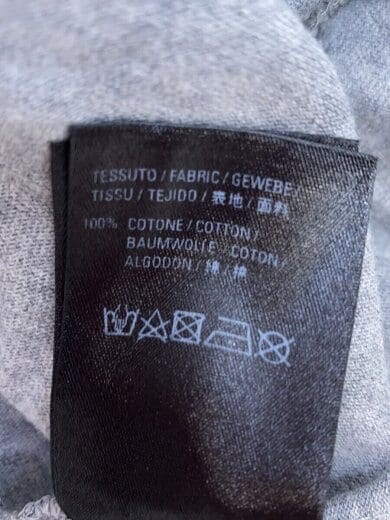 TESSUTO / FABRIC / GEWEBE /
TISSU / TEJIDO / 表地 / 面料
100% COTONE / COTTON /
BAUMWOLLE / COTON /
ALGODON / 綿 / 棉